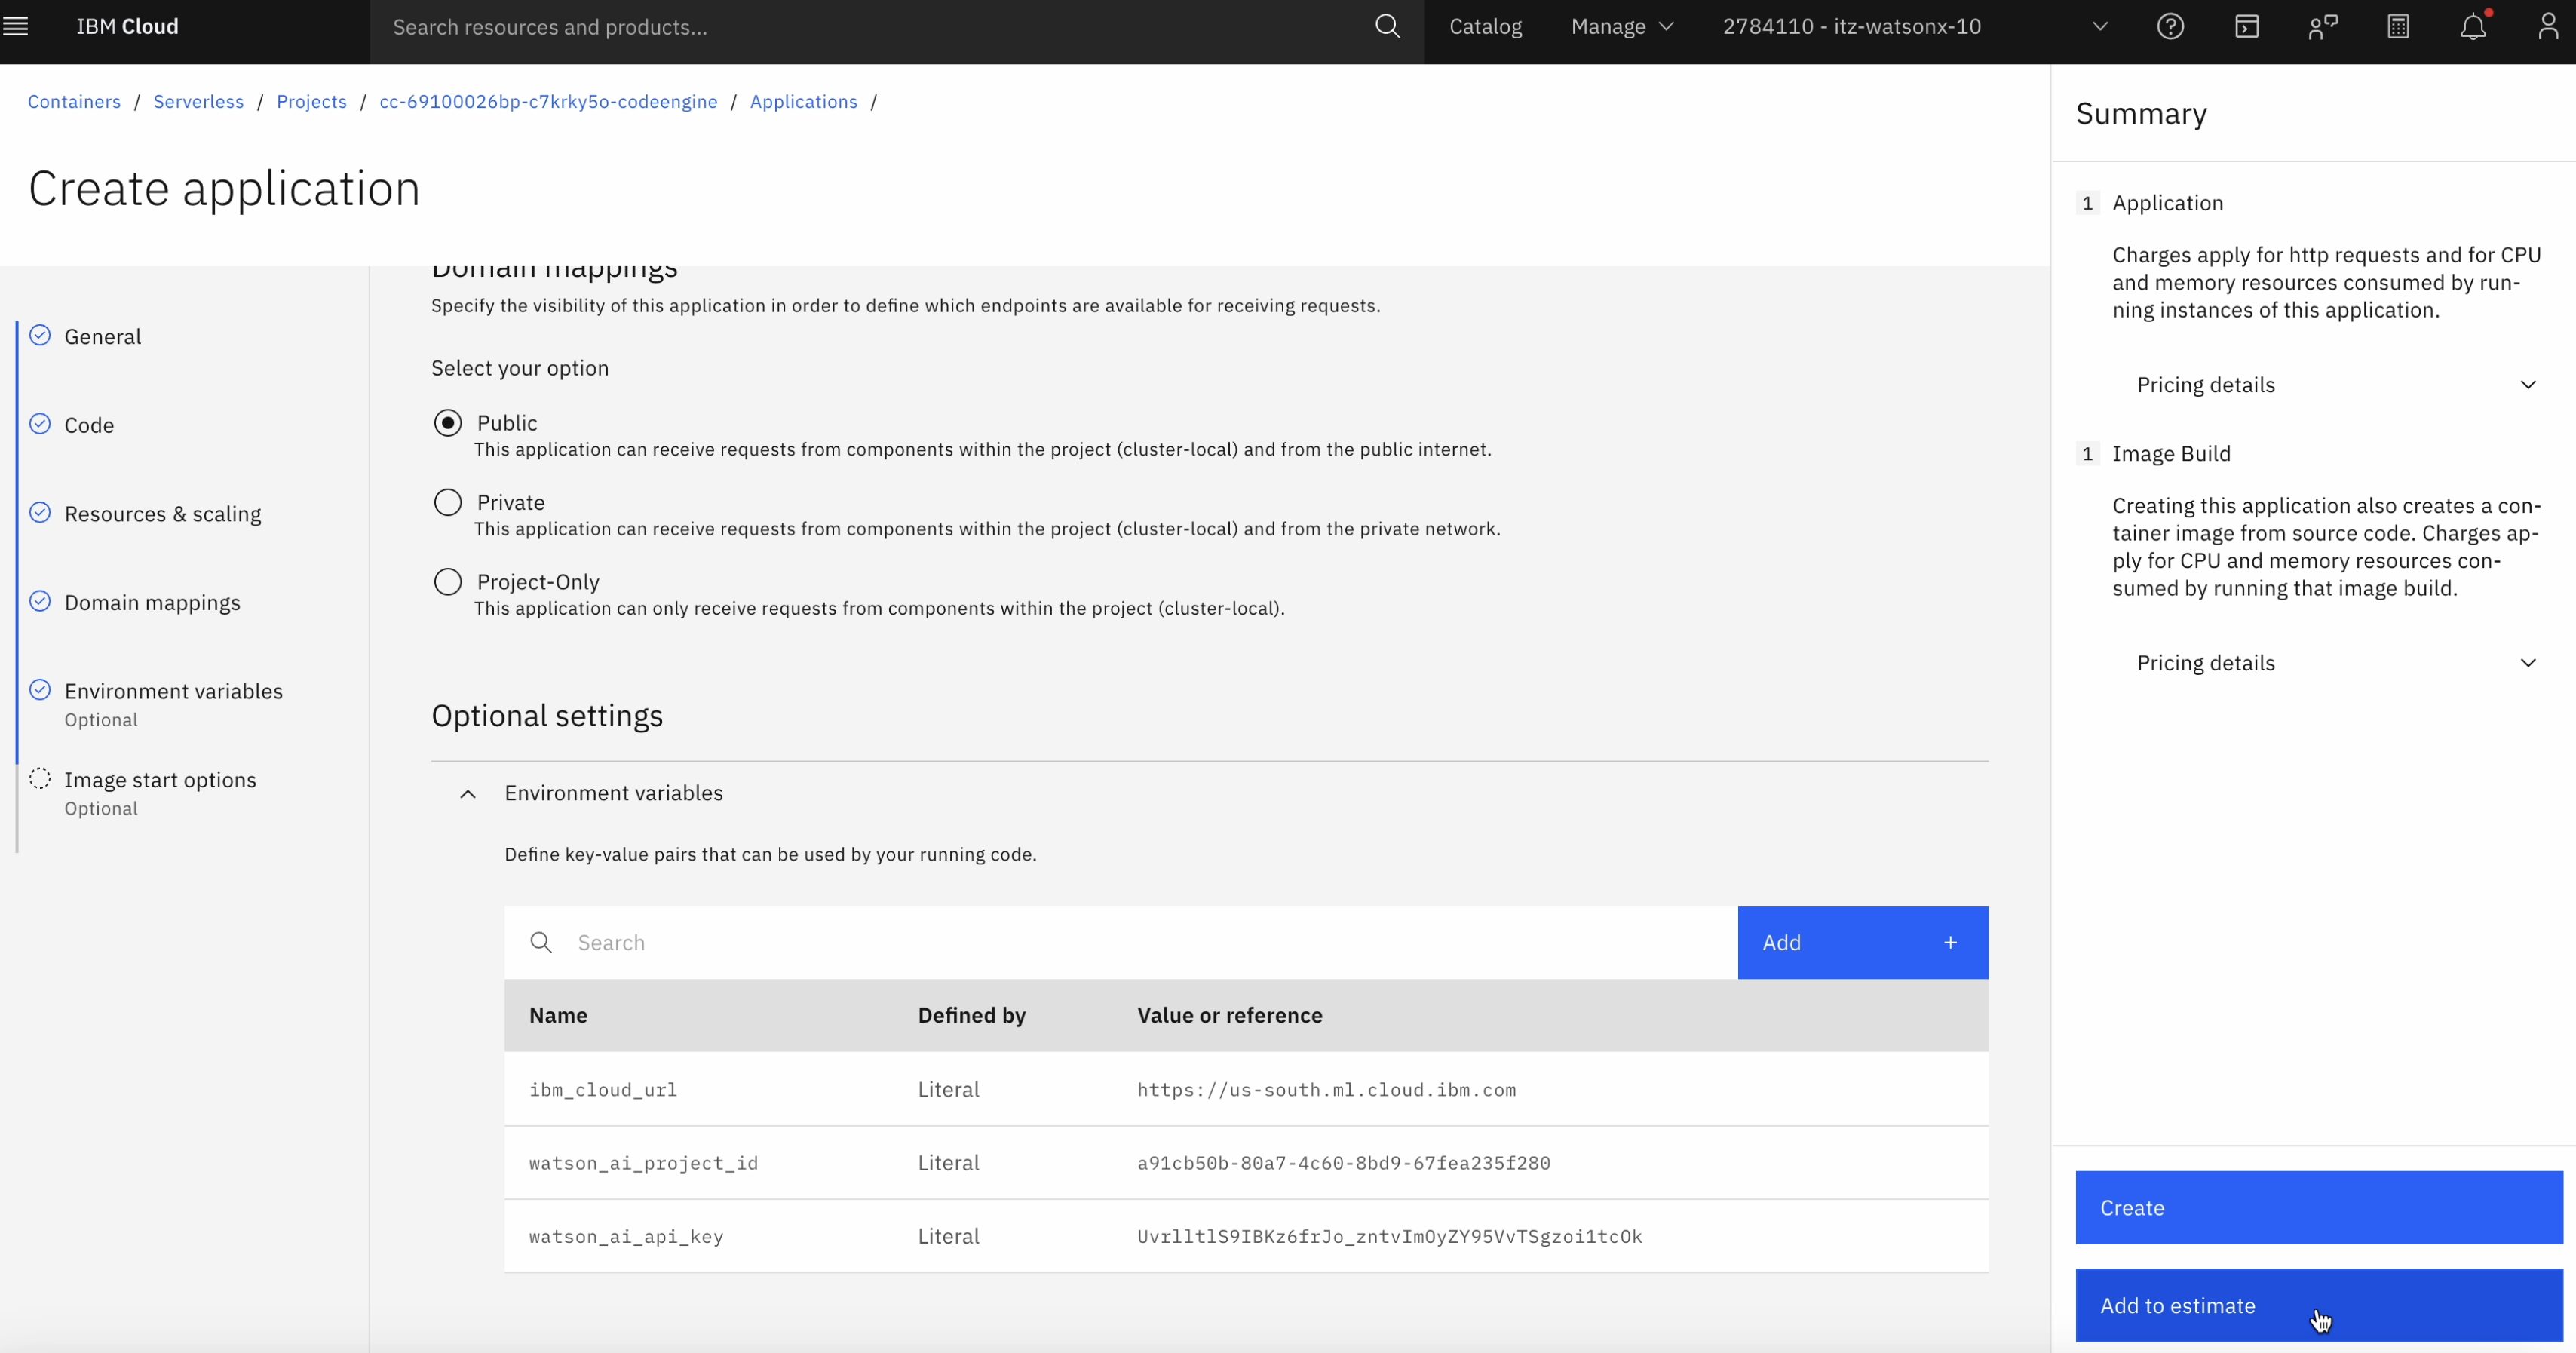 IBM Cloud
Search resources and products...
Catalog
Manage
2784110 - itz-watsonx-10
Containers / Serverless / Projects / cc-69100026bp-c7krky5o-codeengine / Applications /
Create application
General
Code
Resources & scaling
Domain mappings
Environment variables
Optional
Image start options
Optional
Domain mappings
Specify the visibility of this application in order to define which endpoints are available for receiving requests.
Select your option
Public
This application can receive requests from components within the project (cluster-local) and from the public internet.
Private
This application can receive requests from components within the project (cluster-local) and from the private network.
Project-Only
This application can only receive requests from components within the project (cluster-local).
Optional settings
Environment variables
Define key-value pairs that can be used by your running code.
Search
Add +
Name Defined by Value or reference
ibm_cloud_url Literal https://us-south.ml.cloud.ibm.com
watson_ai_project_id Literal a91cb50b-80a7-4c60-8bd9-67fea235f280
watson_ai_api_key Literal UvrlltlS9IBKz6frJo_zntvImOyZY95VvTSgzoi1tcOk
Summary
1 Application
Charges apply for http requests and for CPU
and memory resources consumed by run-
ning instances of this application.
Pricing details
1 Image Build
Creating this application also creates a con-
tainer image from source code. Charges ap-
ply for CPU and memory resources con-
sumed by running that image build.
Pricing details
Create
Add to estimate